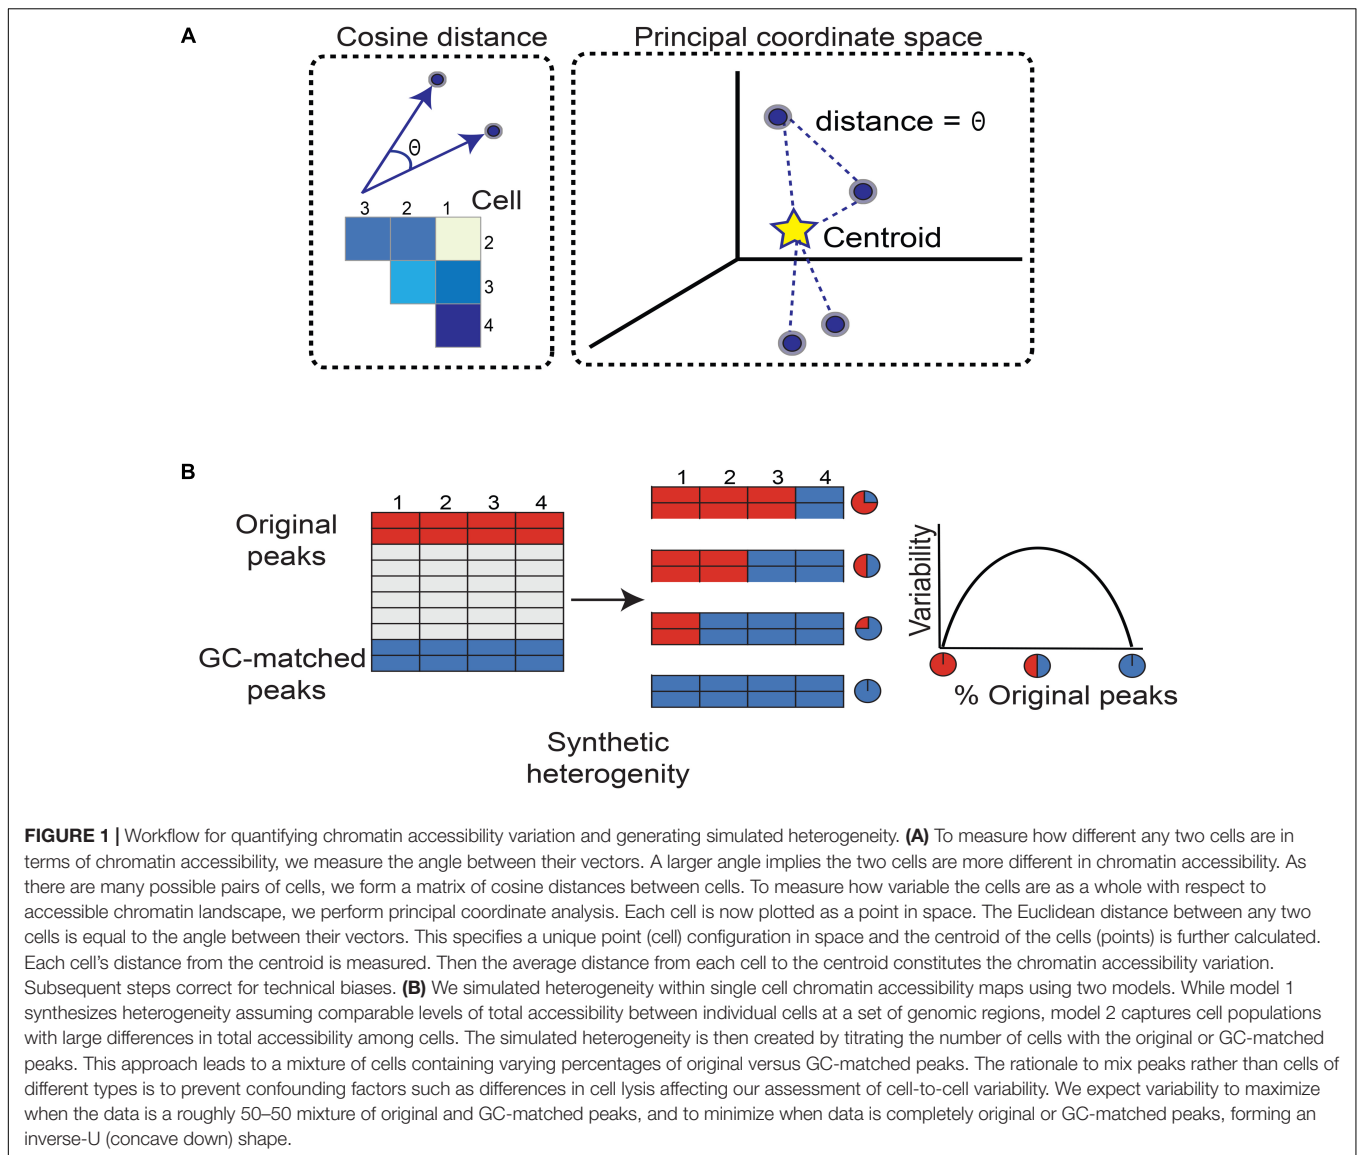 A
Cosine distance
Principal coordinate space
θ
distance = θ
Cell
3 2 1
2
3
4
Centroid
B
1 2 3 4
Original
peaks
GC-matched
peaks
1 2 3 4
Synthetic
heterogenity
Variability
% Original peaks
FIGURE 1 | Workflow for quantifying chromatin accessibility variation and generating simulated heterogeneity. (A) To measure how different any two cells are in
terms of chromatin accessibility, we measure the angle between their vectors. A larger angle implies the two cells are more different in chromatin accessibility. As
there are many possible pairs of cells, we form a matrix of cosine distances between cells. To measure how variable the cells are as a whole with respect to
accessible chromatin landscape, we perform principal coordinate analysis. Each cell is now plotted as a point in space. The Euclidean distance between any two
cells is equal to the angle between their vectors. This specifies a unique point (cell) configuration in space and the centroid of the cells (points) is further calculated.
Each cell's distance from the centroid is measured. Then the average distance from each cell to the centroid constitutes the chromatin accessibility variation.
Subsequent steps correct for technical biases. (B) We simulated heterogeneity within single cell chromatin accessibility maps using two models. While model 1
synthesizes heterogeneity assuming comparable levels of total accessibility between individual cells at a set of genomic regions, model 2 captures cell populations
with large differences in total accessibility among cells. The simulated heterogeneity is then created by titrating the number of cells with the original or GC-matched
peaks. This approach leads to a mixture of cells containing varying percentages of original versus GC-matched peaks. The rationale to mix peaks rather than cells of
different types is to prevent confounding factors such as differences in cell lysis affecting our assessment of cell-to-cell variability. We expect variability to maximize
when the data is a roughly 50–50 mixture of original and GC-matched peaks, and to minimize when data is completely original or GC-matched peaks, forming an
inverse-U (concave down) shape.